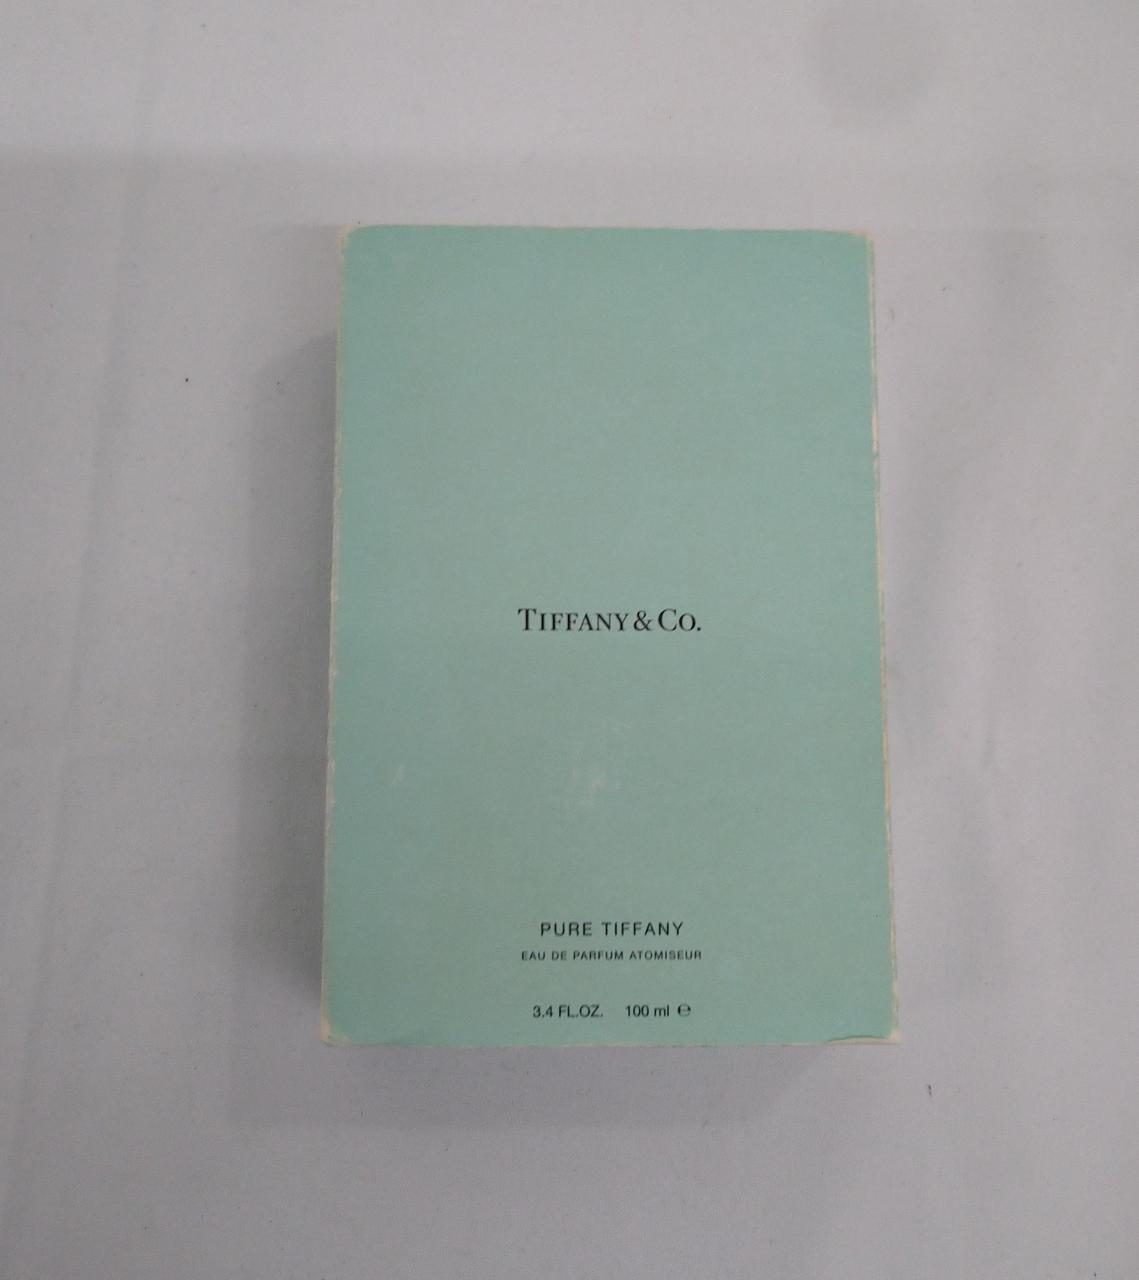 TIFFANY & CO.
PURE TIFFANY
EAU DE PARFUM ATOMISEUR
3.4 FL.OZ. 100 ml ℮